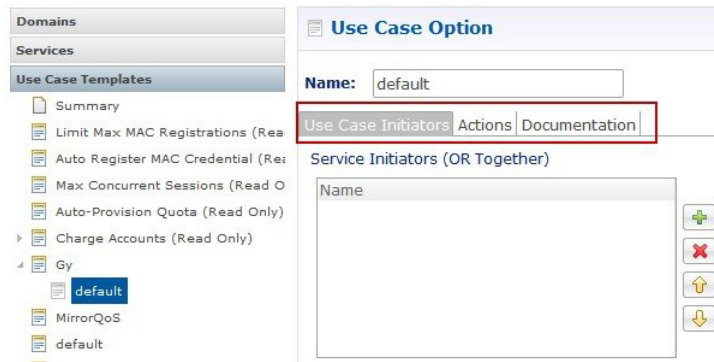 Domains
Services
Use Case Templates
Summary
Limit Max MAC Registrations (Rea
Auto Register MAC Credential (Rea
Max Concurrent Sessions (Read O
Auto-Provision Quota (Read Only)
Charge Accounts (Read Only)
Gy
default
MirrorQoS
default
Use Case Option
Name: default
Use Case Initiators Actions Documentation
Service Initiators (OR Together)
Name